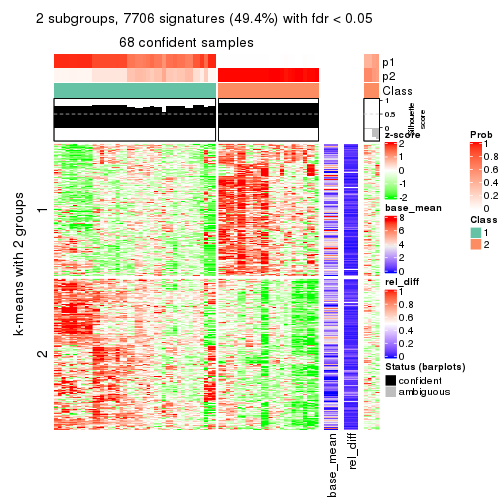 2 subgroups, 7706 signatures (49.4%) with fdr < 0.05
68 confident samples
p1
p2
Class
1
0.5
0
Silhouette
score
k-means with 2 groups
1
2
base_mean
rel_diff
z-score
2
1
0
-1
-2
base_mean
8
6
4
2
0
rel_diff
1
0.8
0.6
0.4
0.2
0
Status (barplots)
confident
ambiguous
Prob
1
0.8
0.6
0.4
0.2
0
Class
1
2